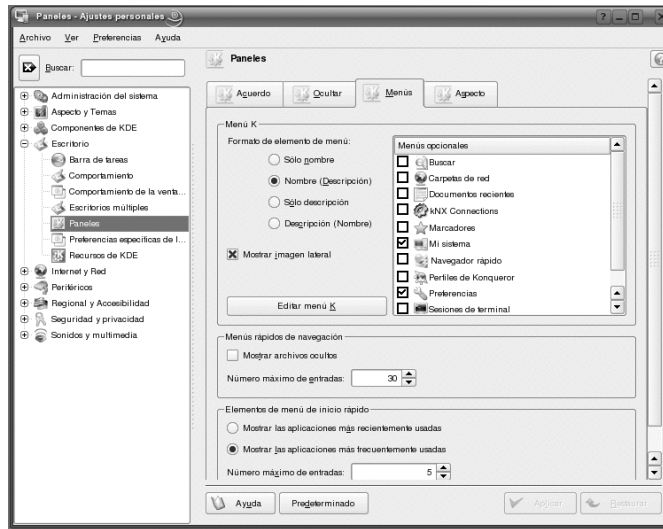 Paneles - Ajustes personales
Archivo Ver Preferencias Ayuda
Buscar:
Administración del sistema
Aspecto y Temas
Componentes de KDE
Escritorio
Barra de tareas
Comportamiento
Comportamiento de la venta...
Escritorios múltiples
Paneles
Preferencias específicas de l...
Recursos de KDE
Internet y Red
Periféricos
Regional y Accesibilidad
Seguridad y privacidad
Sonidos y multimedia
Paneles
Acuerdo Ocultar Menús Aspecto
Menú K
Formato de elemento de menú:
Sólo nombre
Nombre (Descripción)
Sólo descripción
Descripción (Nombre)
Mostrar imagen lateral
Editar menú K
Menús opcionales
Buscar
Carpetas de red
Documentos recientes
kNX Connections
Marcadores
Mi sistema
Navegador rápido
Perfiles de Konqueror
Preferencias
Sesiones de terminal
Menús rápidos de navegación
Mostrar archivos ocultos
Número máximo de entradas: 30
Elementos de menú de inicio rápido
Mostrar las aplicaciones más recientemente usadas
Mostrar las aplicaciones más frecuentemente usadas
Número máximo de entradas: 5
Ayuda Predeterminado Aplicar Restaurar